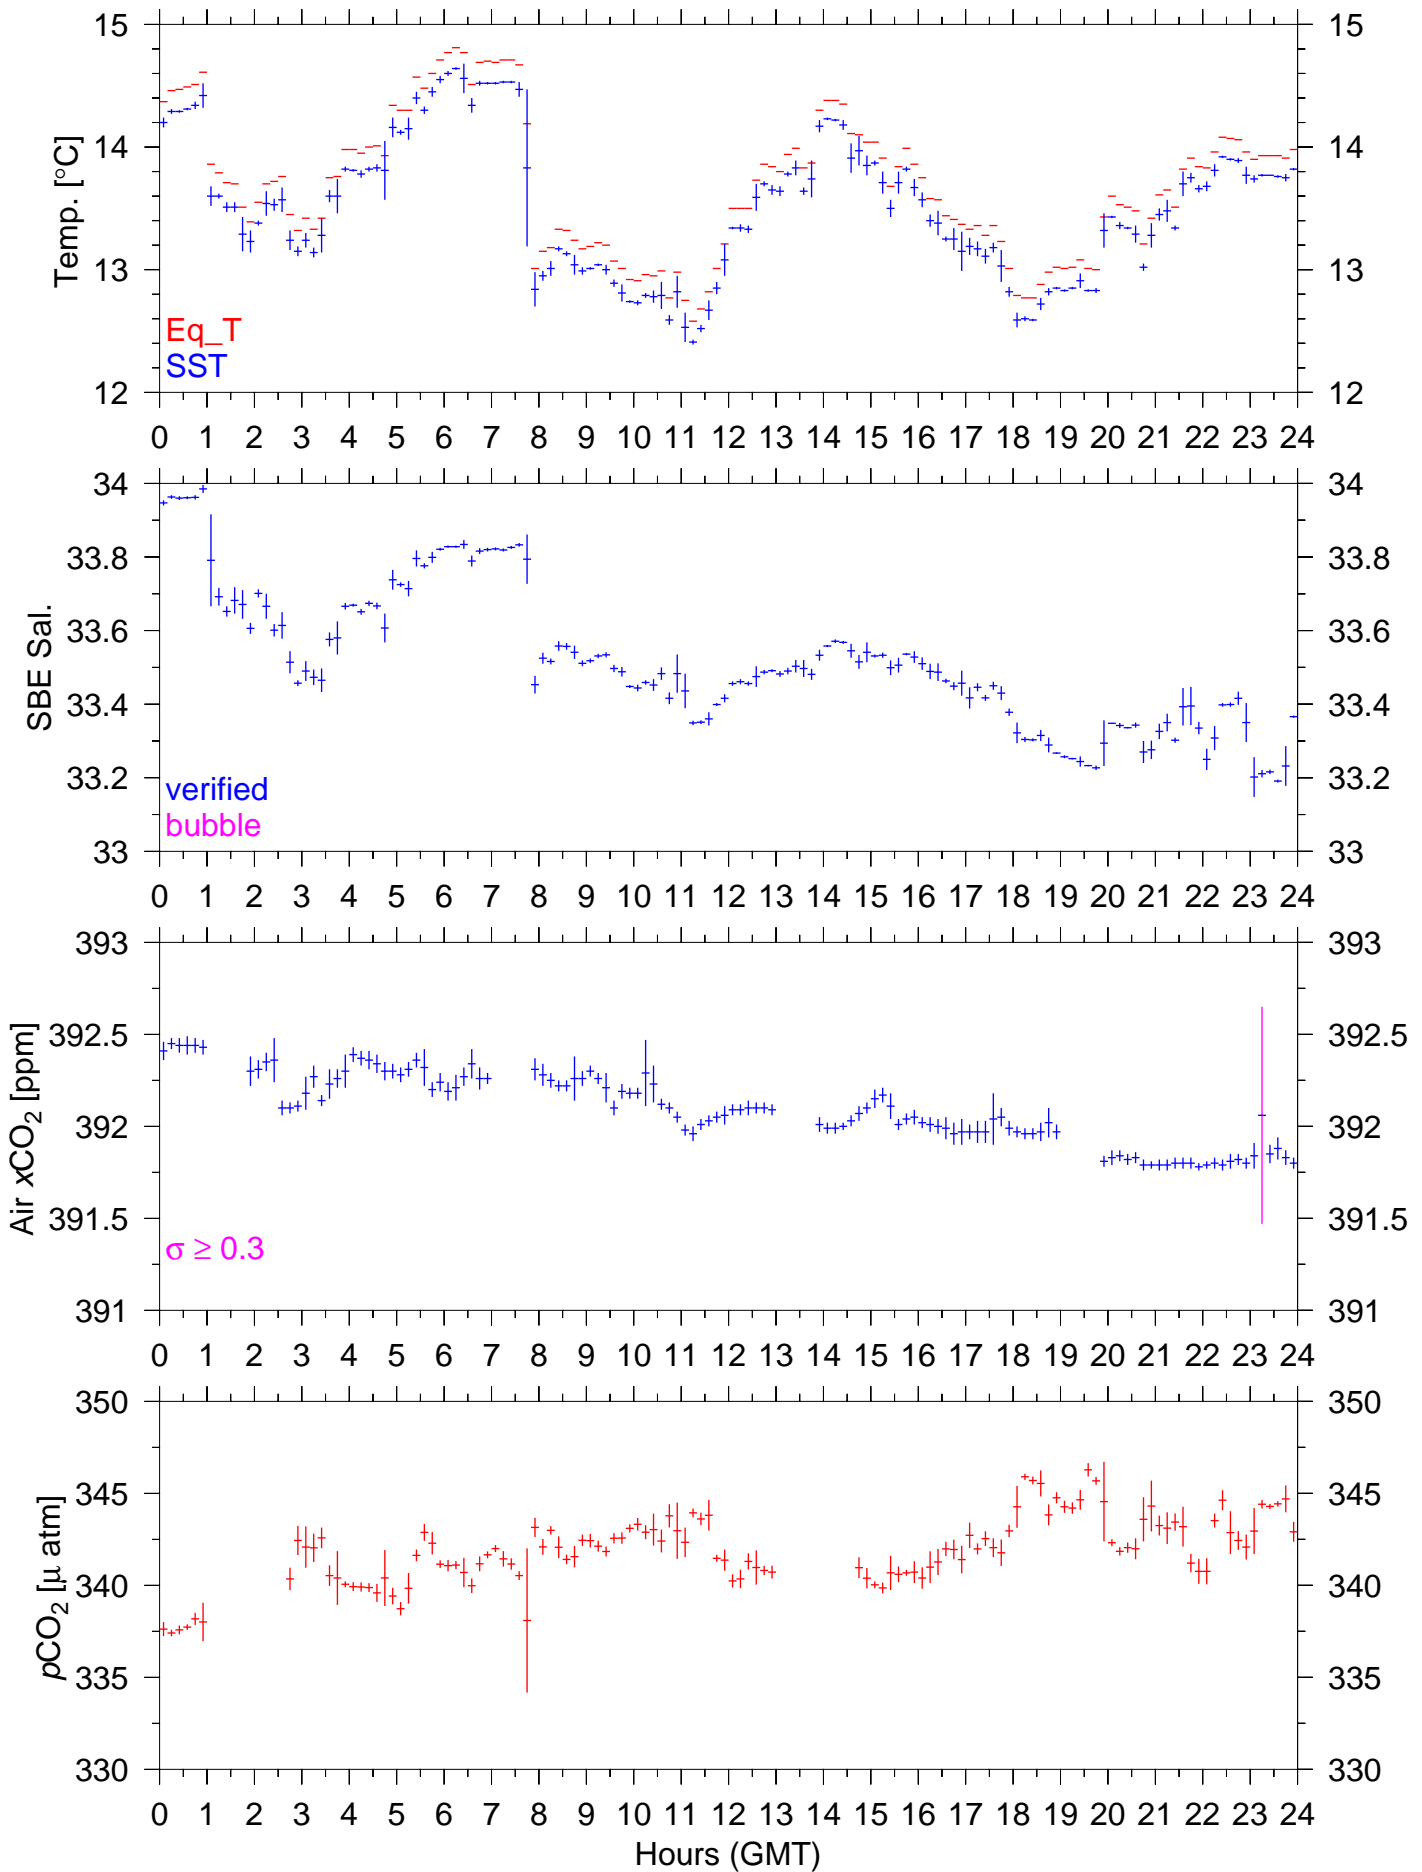 15 15
14 14
13 13
12 12
Temp. [°C]
Eq_T
SST
0 1 2 3 4 5 6 7 8 9 10 11 12 13 14 15 16 17 18 19 20 21 22 23 24
34 34
33.8 33.8
33.6 33.6
33.4 33.4
33.2 33.2
33 33
SBE Sal.
verified
bubble
0 1 2 3 4 5 6 7 8 9 10 11 12 13 14 15 16 17 18 19 20 21 22 23 24
393 393
392.5 392.5
392 392
391.5 391.5
391 391
Air xCO₂ [ppm]
σ ≥ 0.3
0 1 2 3 4 5 6 7 8 9 10 11 12 13 14 15 16 17 18 19 20 21 22 23 24
350 350
345 345
340 340
335 335
330 330
pCO₂ [μ atm]
0 1 2 3 4 5 6 7 8 9 10 11 12 13 14 15 16 17 18 19 20 21 22 23 24
Hours (GMT)